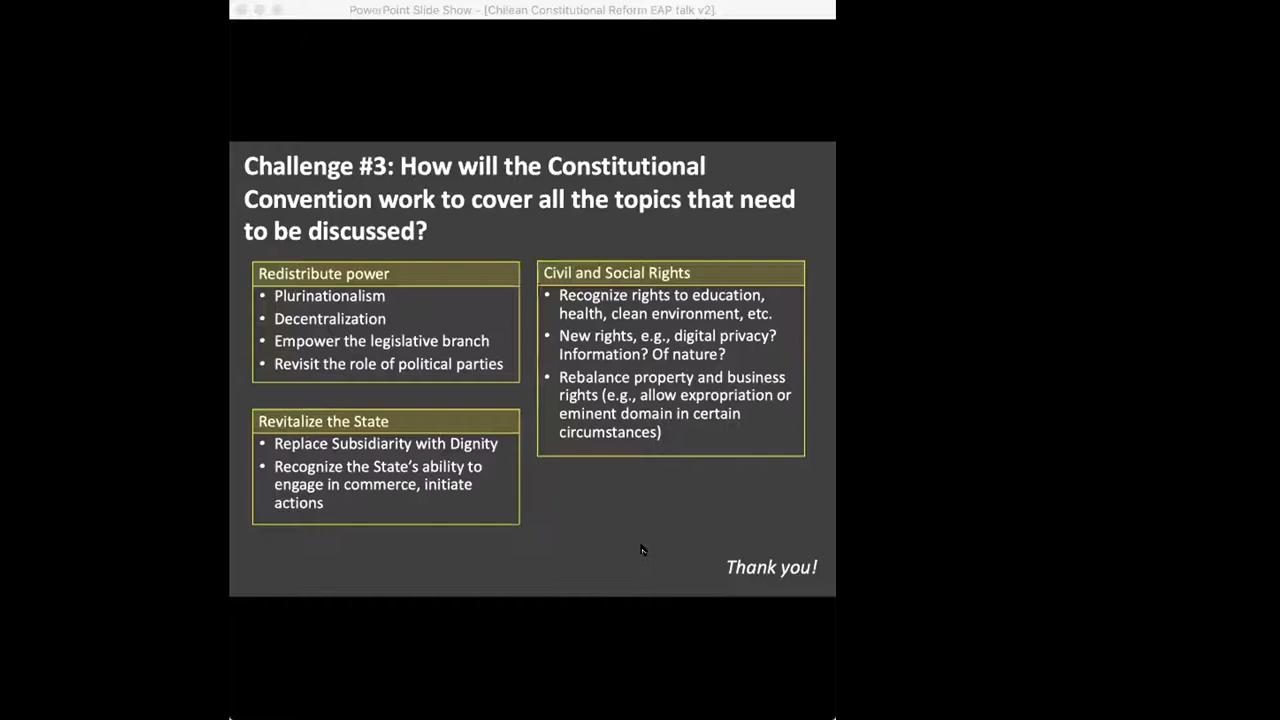 PowerPoint Slide Show - [Chilean Constitutional Reform EAP talk v2].
Challenge #3: How will the Constitutional
Convention work to cover all the topics that need
to be discussed?
Redistribute power
• Plurinationalism
• Decentralization
• Empower the legislative branch
• Revisit the role of political parties
Revitalize the State
• Replace Subsidiarity with Dignity
• Recognize the State's ability to
engage in commerce, initiate
actions
Civil and Social Rights
• Recognize rights to education,
health, clean environment, etc.
• New rights, e.g., digital privacy?
Information? Of nature?
• Rebalance property and business
rights (e.g., allow expropriation or
eminent domain in certain
circumstances)
Thank you!